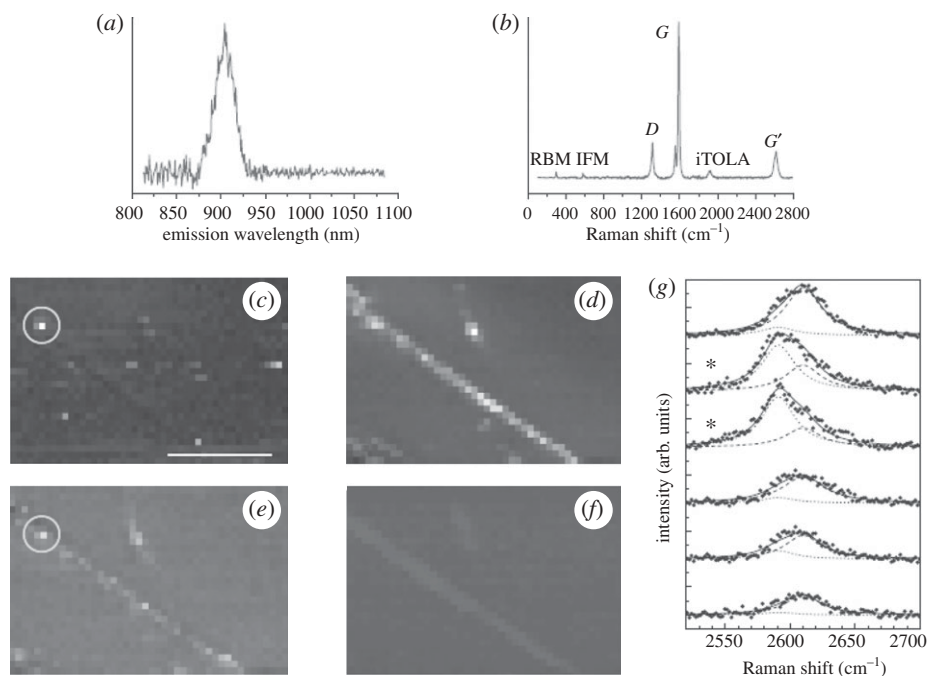 (a)
800 850 900 950 1000 1050 1100
emission wavelength (nm)
(b)
G
D
G′
RBM IFM
iTOLA
0 400 800 1200 1600 2000 2400 2800
Raman shift (cm⁻¹)
(c)
(d)
(e)
(f)
(g)
*
*
intensity (arb. units)
2550 2600 2650 2700
Raman shift (cm⁻¹)